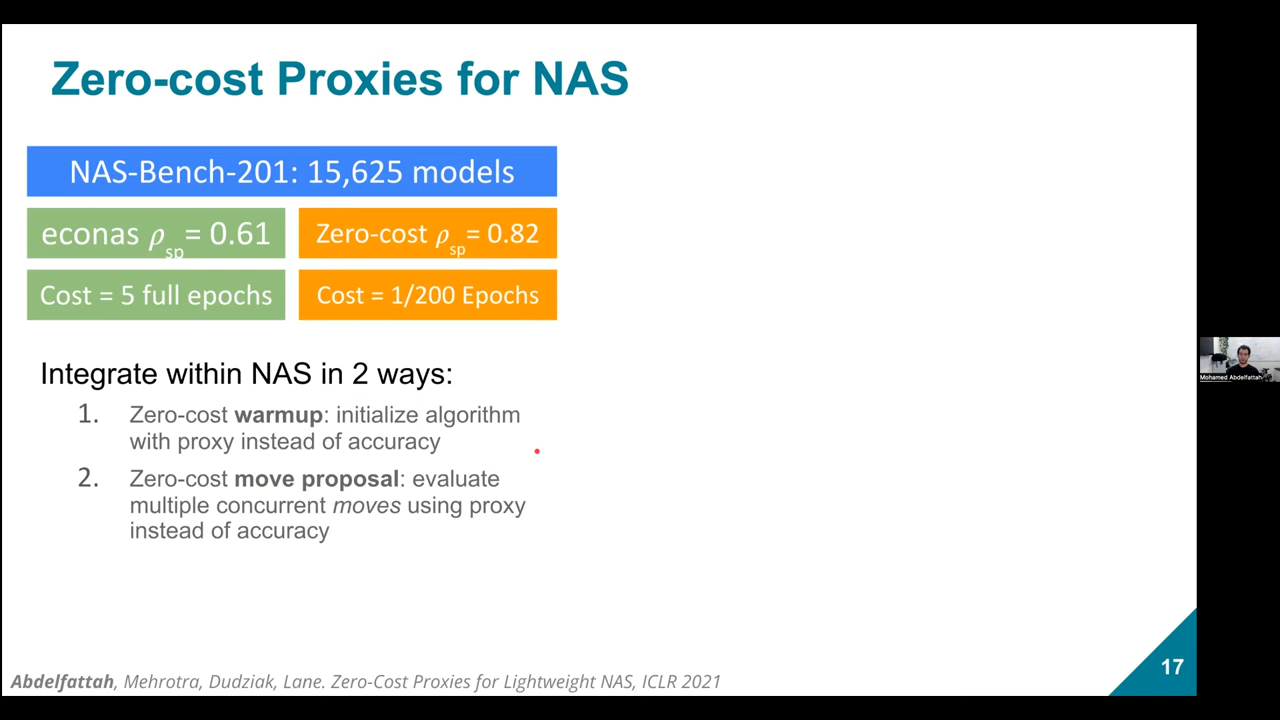 Zero-cost Proxies for NAS
NAS-Bench-201: 15,625 models
econas ρsp= 0.61
Zero-cost ρsp= 0.82
Cost = 5 full epochs
Cost = 1/200 Epochs
Integrate within NAS in 2 ways:
1. Zero-cost warmup: initialize algorithm
with proxy instead of accuracy
2. Zero-cost move proposal: evaluate
multiple concurrent moves using proxy
instead of accuracy
Abdelfattah, Mehrotra, Dudziak, Lane. Zero-Cost Proxies for Lightweight NAS, ICLR 2021
17
Mohamed Abdelfattah